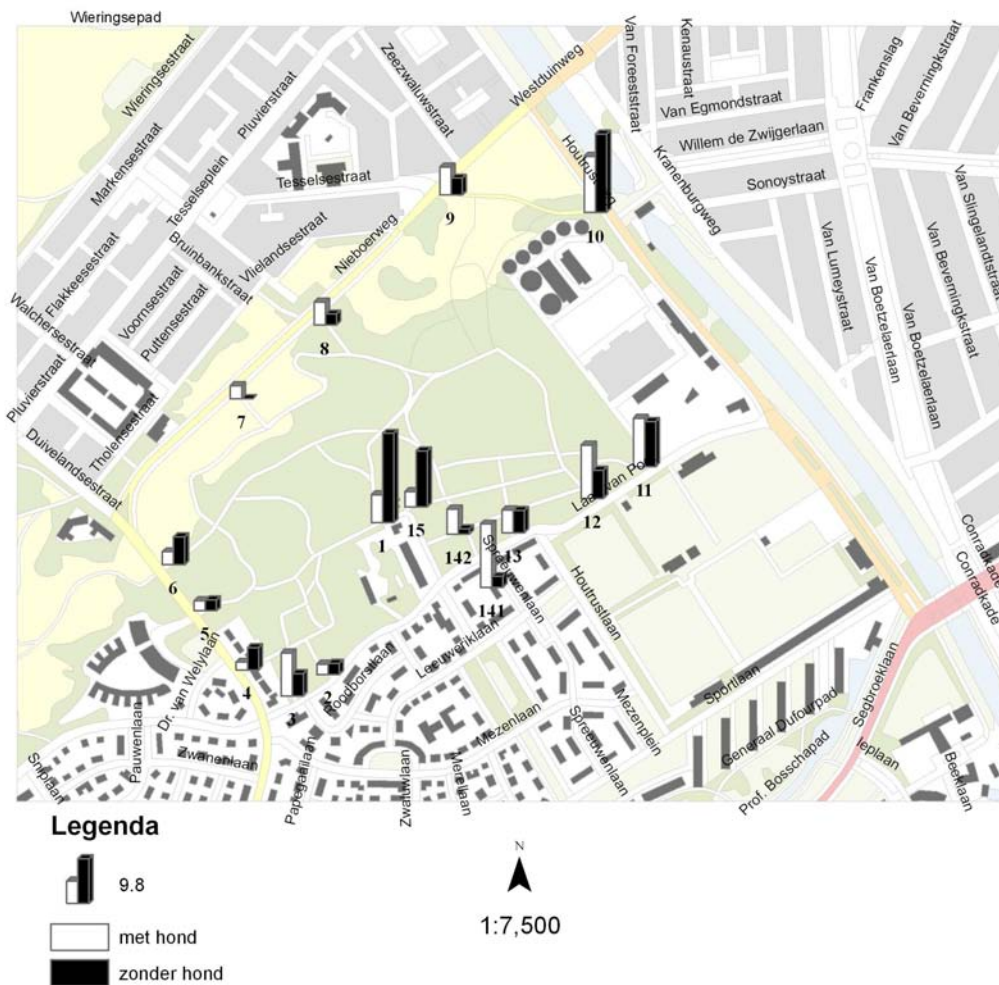 Wieringsepad
Wieringsestraat
Markensestraat
Pluvierstraat
Tesselseplein
Tesselsestraat
Zeezwaluwstraat
Westduinweg
Van Foreeststraat
Kenaustraat
Van Egmondstraat
Willem de Zwijgerlaan
Frankenslag
Van Beverningkstraat
Kranenburgweg
Sonoystraat
Van Slingelandtstraat
Van Beverningkstraat
Van Lumeystraat
Van Boetzelaerlaan
Van Boetzelaerlaan
Bruinbankstraat
Vlielandsestraat
Nieboerweg
Flakkeesestraat
Voornsestraat
Puttensestraat
Walchersestraat
Pluvierstraat
Tholensestraat
Duivelandsestraat
9
10
8
7
11
12
15
1
142
13
141
6
5
4
3
2
Laan van Po
Spreeuwenlaan
Houtrustlaan
Leeuweriklaan
Roodborstlaan
Mezenlaan
Mezenplein
Spreeuwenlaan
Sportlaan
Conradkade
Conradkade
Segbroeklaan
Generaal Dufourpad
Prof. Bosschapad
Ieplaan
Beeklaan
Dr. van Welylaan
Pauwenlaan
Zwanenlaan
Sniplaan
Papegaailaan
Zwaluwlaan
Merellaan
Legenda
9.8
met hond
zonder hond
N
1:7,500